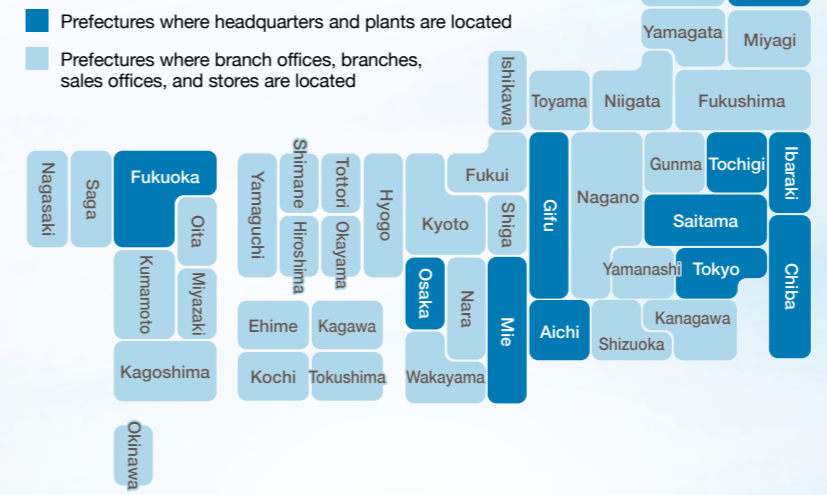 Prefectures where headquarters and plants are located
Prefectures where branch offices, branches,
sales offices, and stores are located
Yamagata
Miyagi
Ishikawa
Toyama
Niigata
Fukushima
Nagasaki
Saga
Fukuoka
Oita
Kumamoto
Miyazaki
Kagoshima
Okinawa
Yamaguchi
Shimane
Hiroshima
Tottori
Okayama
Hyogo
Kyoto
Fukui
Shiga
Gifu
Nagano
Gunma
Tochigi
Ibaraki
Saitama
Yamanashi
Tokyo
Chiba
Osaka
Nara
Mie
Aichi
Shizuoka
Kanagawa
Ehime
Kagawa
Kochi
Tokushima
Wakayama